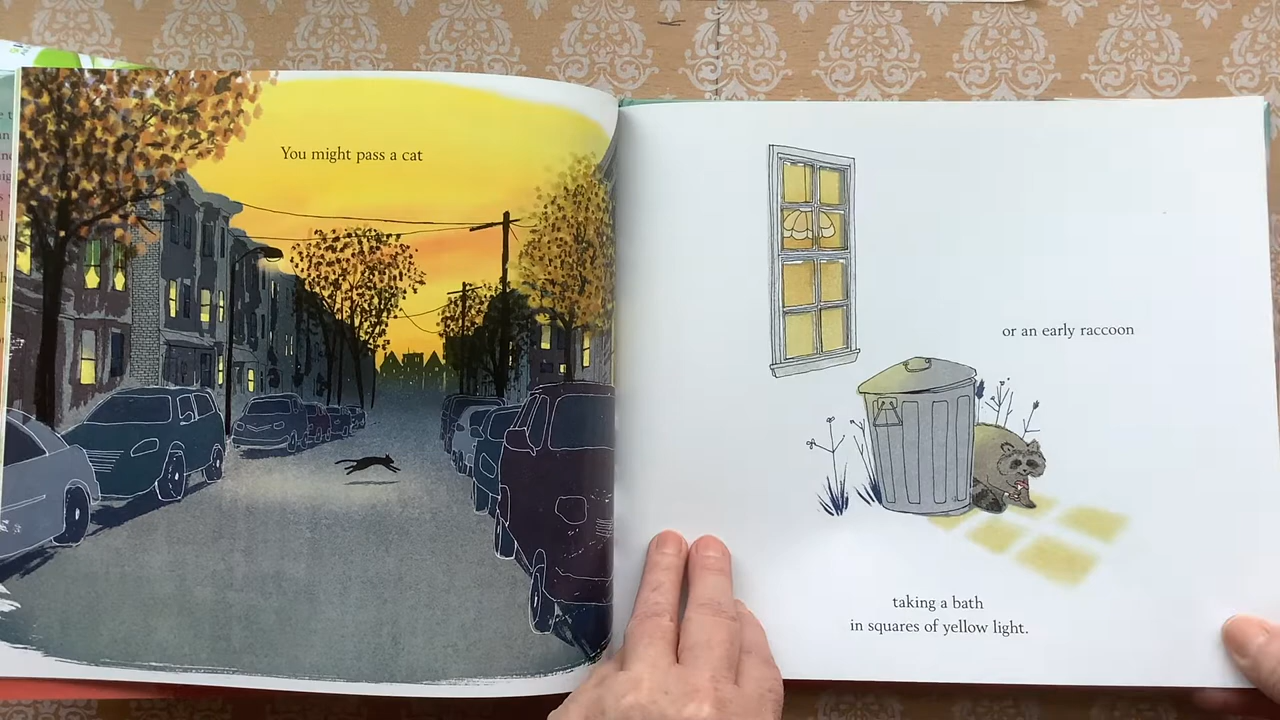 You might pass a cat
or an early raccoon
taking a bath
in squares of yellow light.